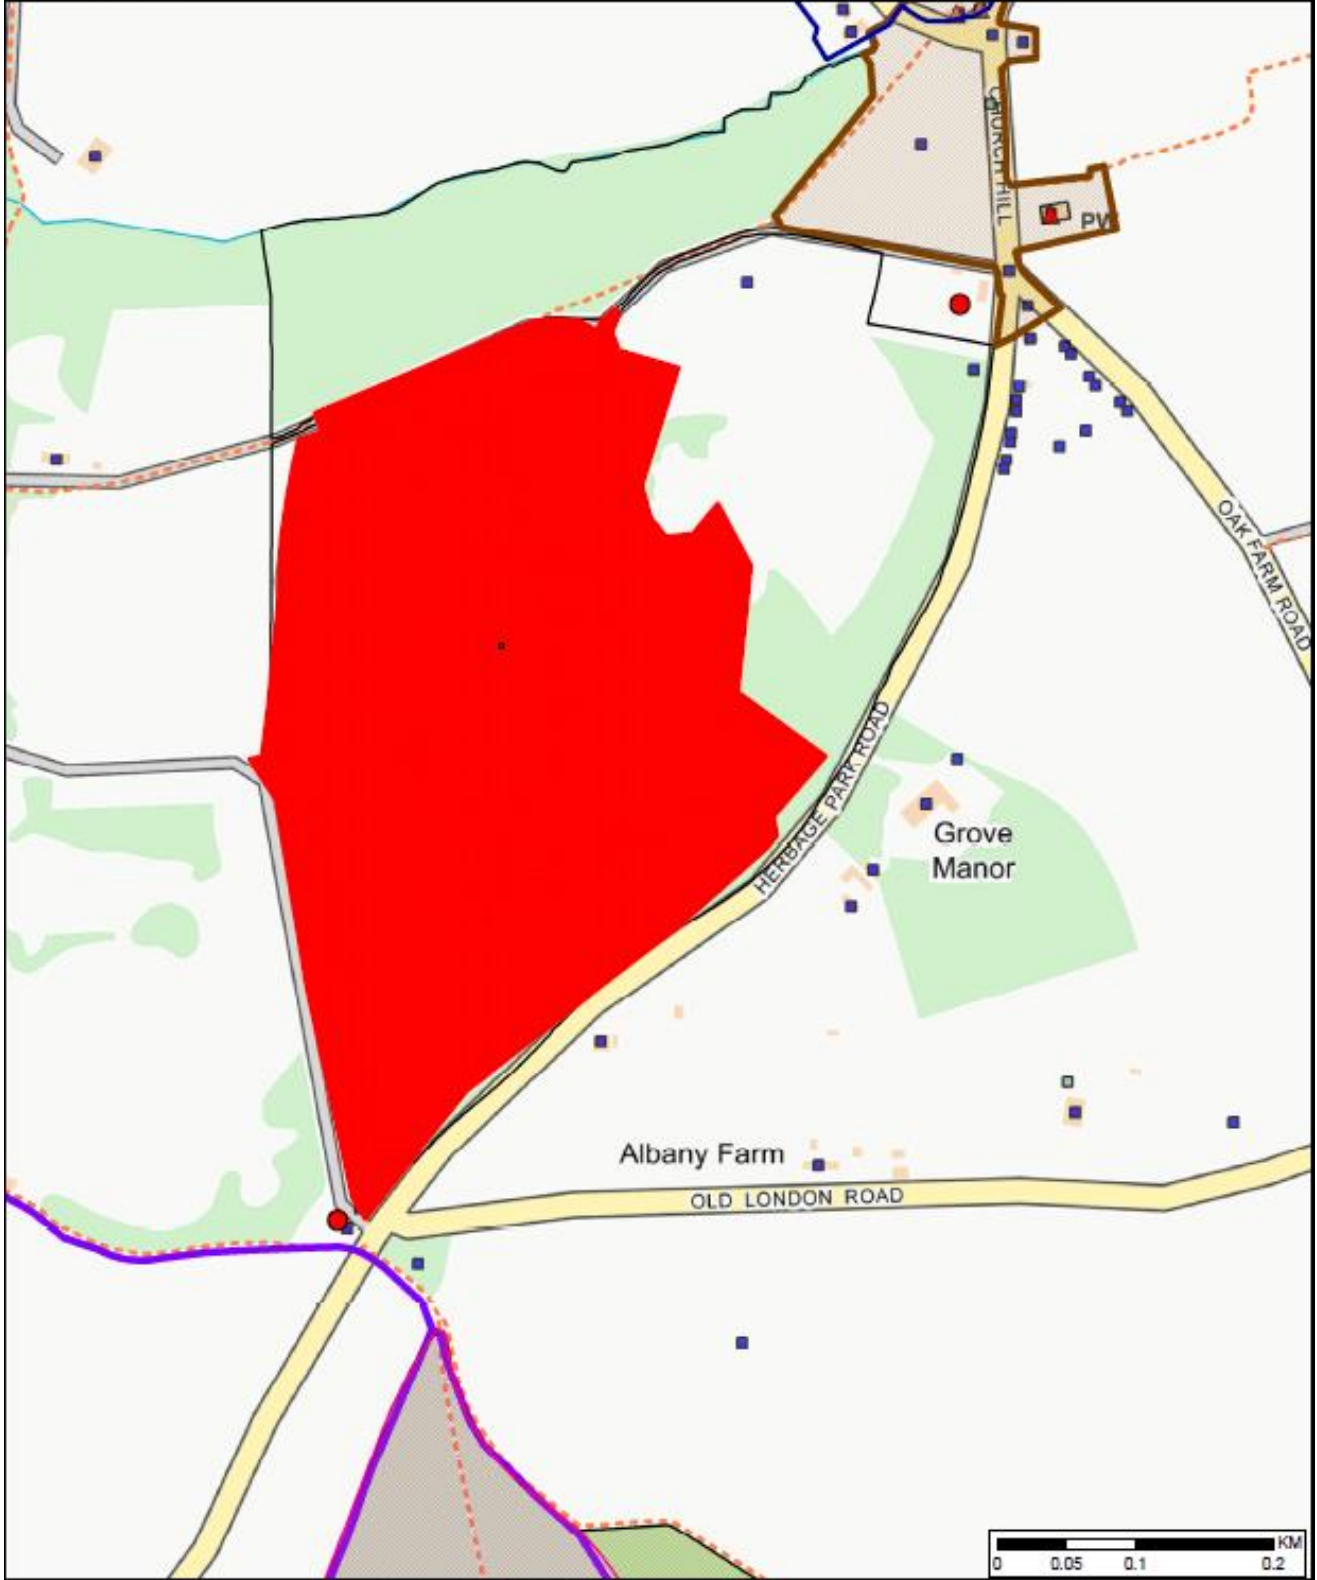 CHURCH HILL
PW
OAK FARM ROAD
HERBAGE PARK ROAD
Grove
Manor
Albany Farm
OLD LONDON ROAD
KM
0 0.05 0.1 0.2